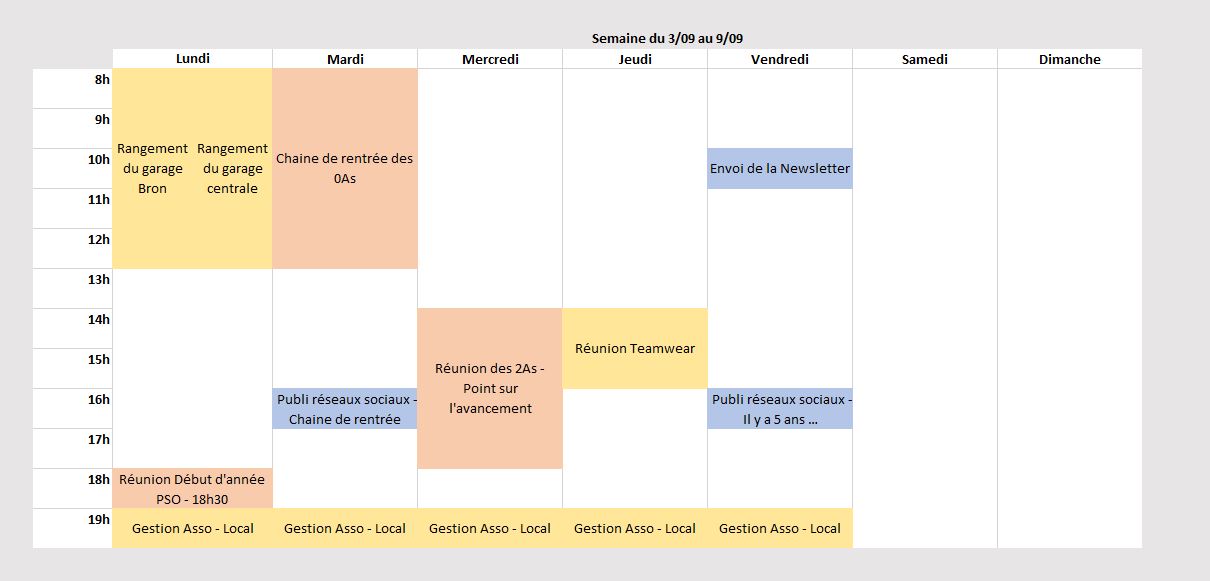 Semaine du 3/09 au 9/09
Lundi Mardi Mercredi Jeudi Vendredi Samedi Dimanche
8h
9h
10h
11h
12h
13h
14h
15h
16h
17h
18h
19h
Rangement
du garage
Bron
Rangement
du garage
centrale
Chaine de rentrée des
0As
Envoi de la Newsletter
Réunion des 2As -
Point sur
l'avancement
Réunion Teamwear
Publi réseaux sociaux -
Chaine de rentrée
Publi réseaux sociaux -
Il y a 5 ans ...
Réunion Début d'année
PSO - 18h30
Gestion Asso - Local Gestion Asso - Local Gestion Asso - Local Gestion Asso - Local Gestion Asso - Local